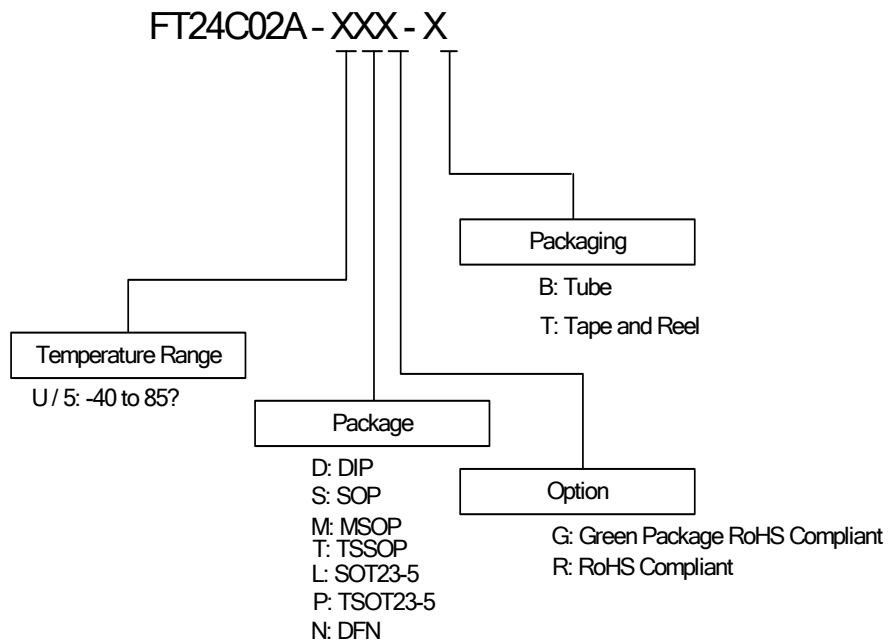 FT24C02A - XXX - X
Packaging
B: Tube
T: Tape and Reel
Temperature Range
U / 5: -40 to 85?
Package
D: DIP
S: SOP
M: MSOP
T: TSSOP
L: SOT23-5
P: TSOT23-5
N: DFN
Option
G: Green Package RoHS Compliant
R: RoHS Compliant